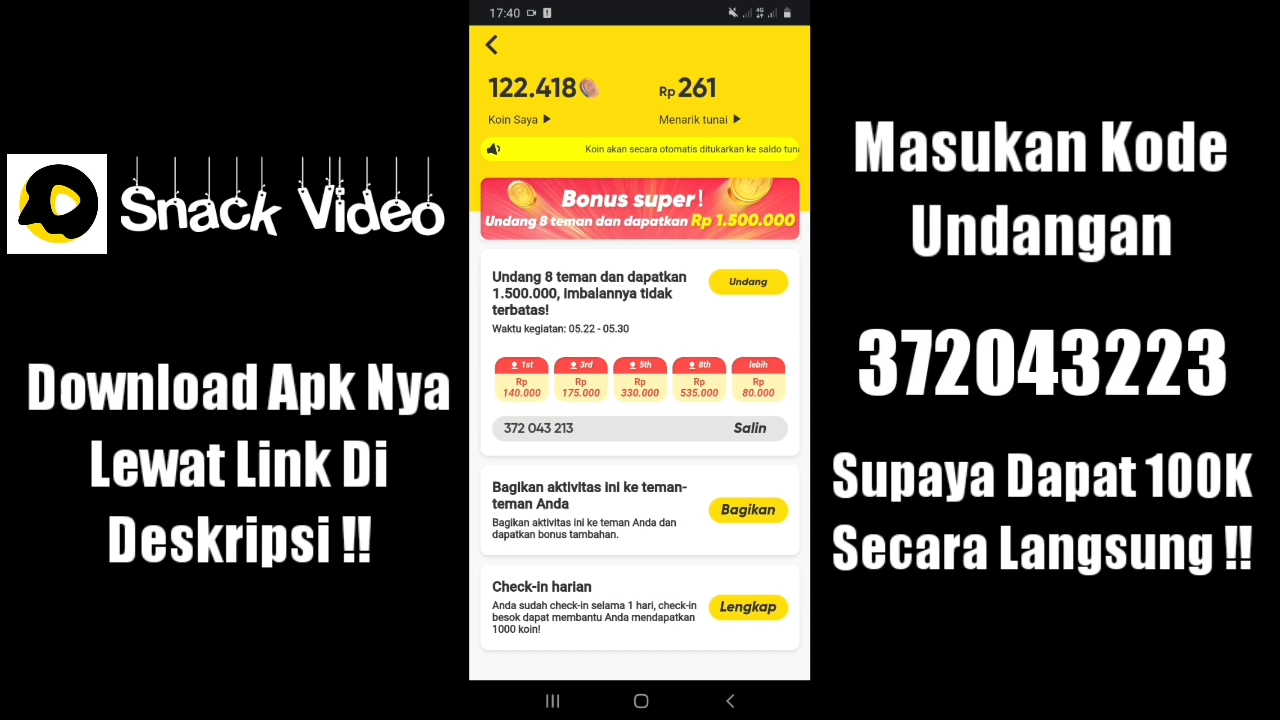 Snack Video
Download Apk Nya
Lewat Link Di
Deskripsi !!
17:40
4G
122.418
Rp 261
Koin Saya
Menarik tunai
Koin akan secara otomatis ditukarkan ke saldo tuna
Bonus super!
Undang 8 teman dan dapatkan Rp 1.500.000
Undang 8 teman dan dapatkan
1.500.000, imbalannya tidak
terbatas!
Undang
Waktu kegiatan: 05.22 - 05.30
1st
3rd
5th
8th
lebih
Rp
140.000
Rp
175.000
Rp
330.000
Rp
535.000
Rp
80.000
372 043 213
Salin
Bagikan aktivitas ini ke teman-
teman Anda
Bagikan aktivitas ini ke teman Anda dan
dapatkan bonus tambahan.
Bagikan
Check-in harian
Anda sudah check-in selama 1 hari, check-in
besok dapat membantu Anda mendapatkan
1000 koin!
Lengkap
Masukan Kode
Undangan
372043223
Supaya Dapat 100K
Secara Langsung !!